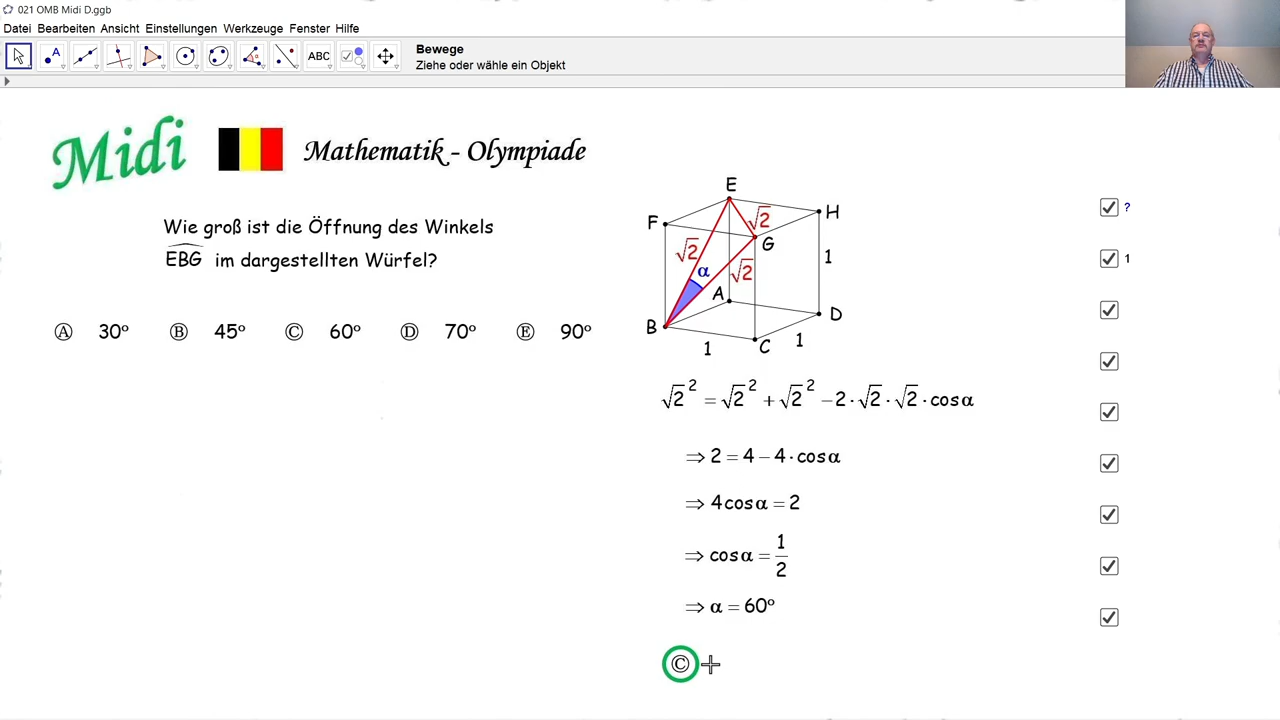 021 OMB Midi D.ggb
Datei Bearbeiten Ansicht Einstellungen Werkzeuge Fenster Hilfe
A ABC
Bewege
Ziehe oder wähle ein Objekt
Midi Mathematik - Olympiade
Wie groß ist die Öffnung des Winkels
EBG im dargestellten Würfel?
Ⓐ 30° Ⓑ 45° Ⓒ 60° Ⓓ 70° Ⓔ 90°
E
F √2 H
G
√2 α √2 1
A
D
B
1 C 1
√2² = √2² + √2² − 2 · √2 · √2 · cos α
⇒ 2 = 4 − 4 · cos α
⇒ 4 cos α = 2
⇒ cos α = 1/2
⇒ α = 60°
Ⓒ
?
1